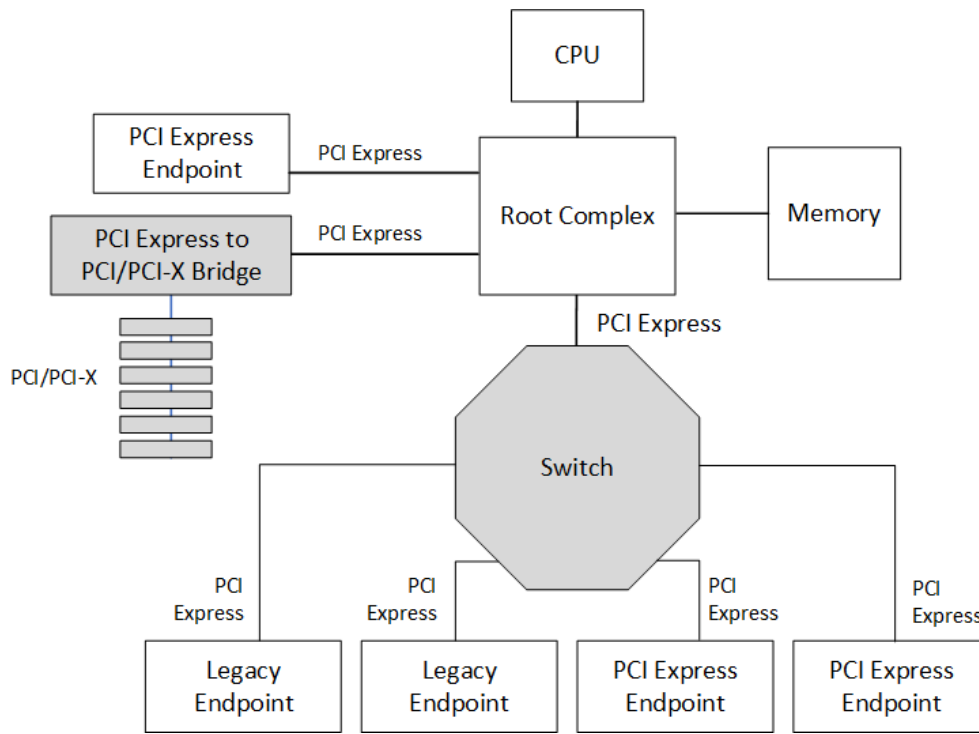 CPU
PCI Express
Endpoint
PCI Express
Root Complex
Memory
PCI Express to
PCI/PCI-X Bridge
PCI Express
PCI Express
PCI/PCI-X
Switch
PCI
Express
PCI
Express
PCI
Express
PCI
Express
Legacy
Endpoint
Legacy
Endpoint
PCI Express
Endpoint
PCI Express
Endpoint